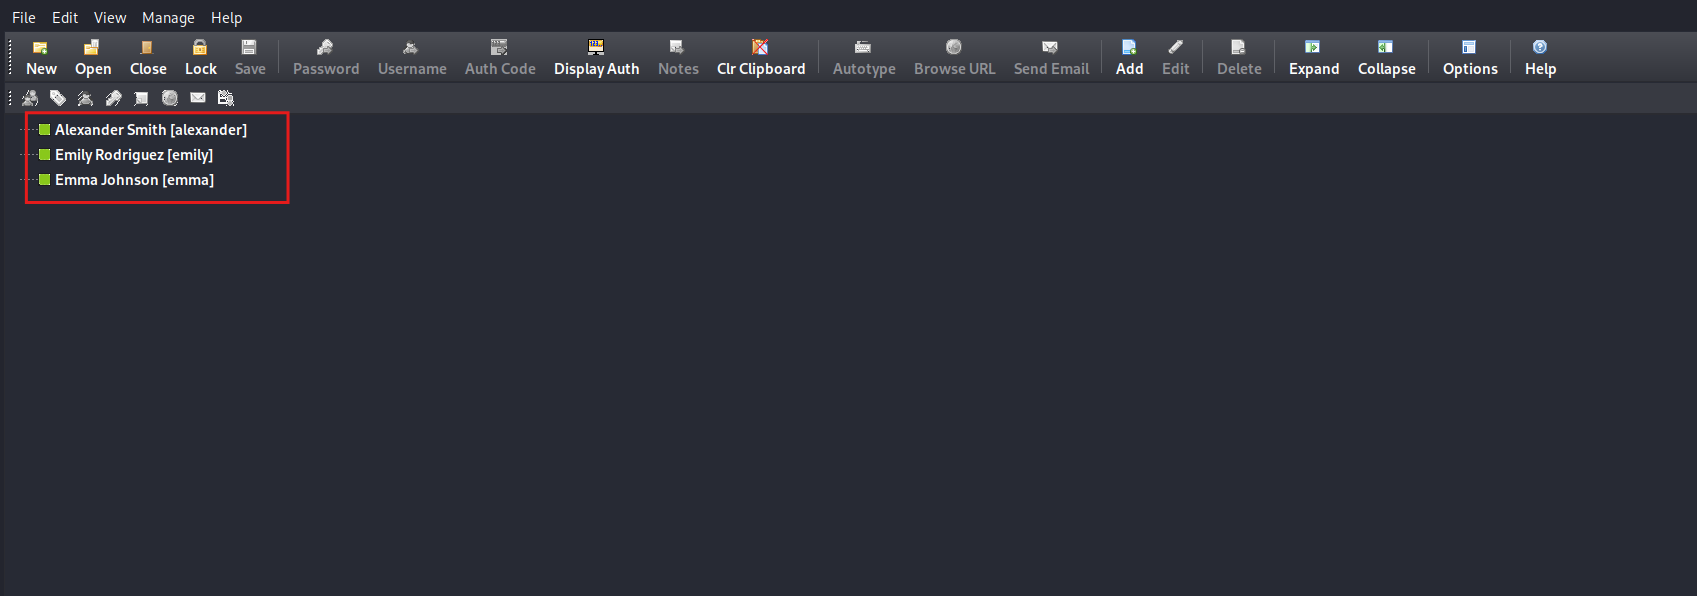 File Edit View Manage Help
New Open Close Lock Save Password Username Auth Code Display Auth Notes Clr Clipboard Autotype Browse URL Send Email Add Edit Delete Expand Collapse Options Help
Alexander Smith [alexander]
Emily Rodriguez [emily]
Emma Johnson [emma]